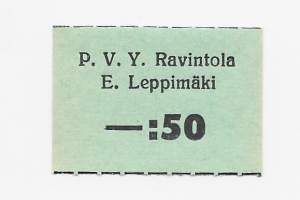 P. V. Y. Ravintola
E. Leppimäki
—:50